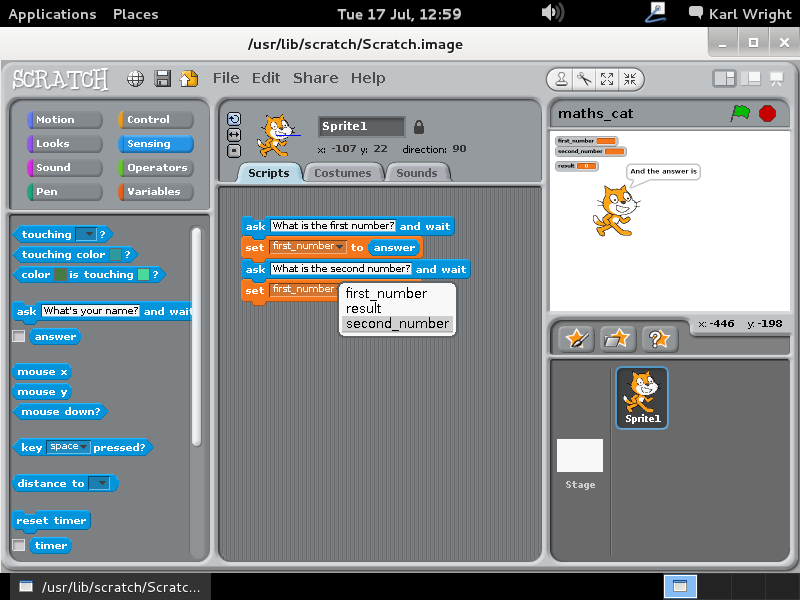 Applications Places Tue 17 Jul, 12:59 Karl Wright
/usr/lib/scratch/Scratch.image
SCRATCH File Edit Share Help
Motion Control
Looks Sensing
Sound Operators
Pen Variables
touching ?
touching color ?
color is touching ?
ask What's your name? and wait
answer
mouse x
mouse y
mouse down?
key space pressed?
distance to
reset timer
timer
Sprite1
x: -107 y: 22 direction: 90
Scripts Costumes Sounds
ask What is the first number? and wait
set first_number to answer
ask What is the second number? and wait
set first_number
first_number
result
second_number
maths_cat
first_number
second_number
result 0
And the answer is
x: -446 y: -198
Sprite1
Stage
/usr/lib/scratch/Scratc...